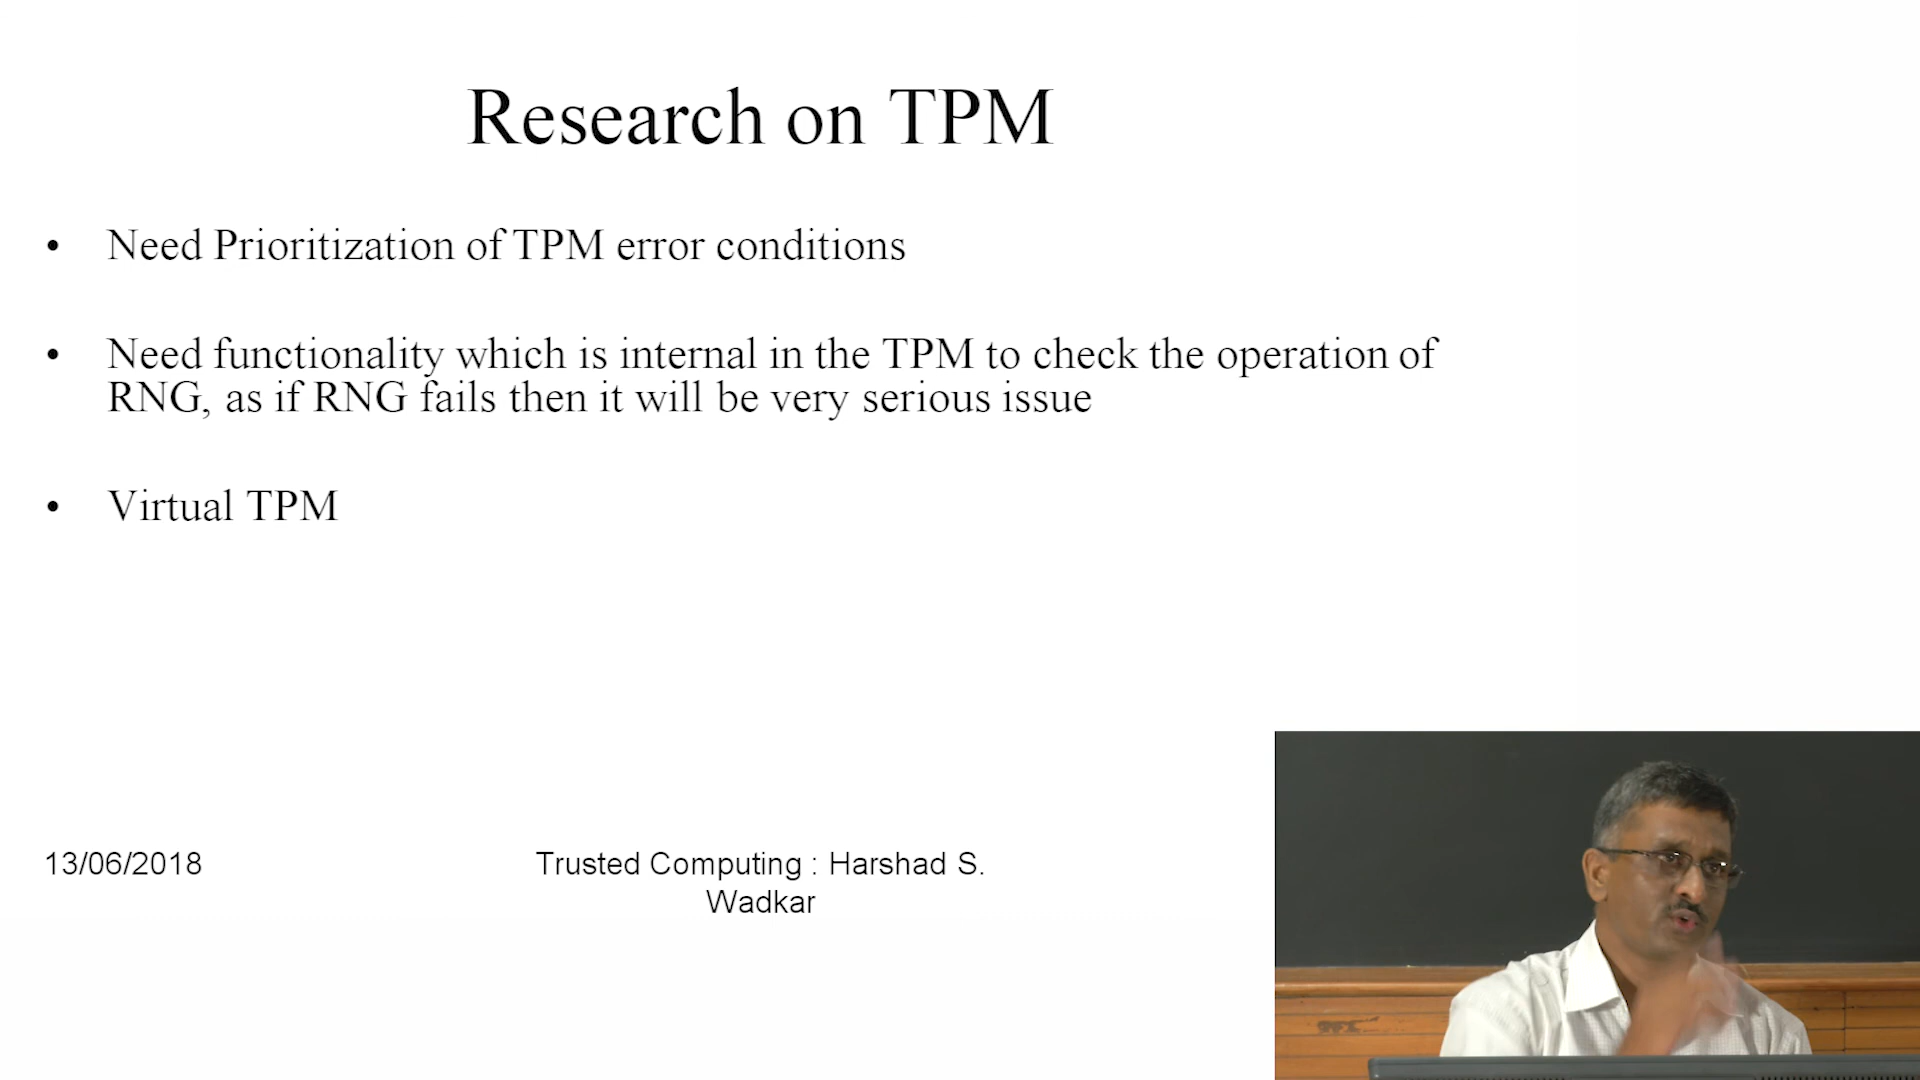 Research on TPM
• Need Prioritization of TPM error conditions
• Need functionality which is internal in the TPM to check the operation of
RNG, as if RNG fails then it will be very serious issue
• Virtual TPM
13/06/2018
Trusted Computing : Harshad S.
Wadkar